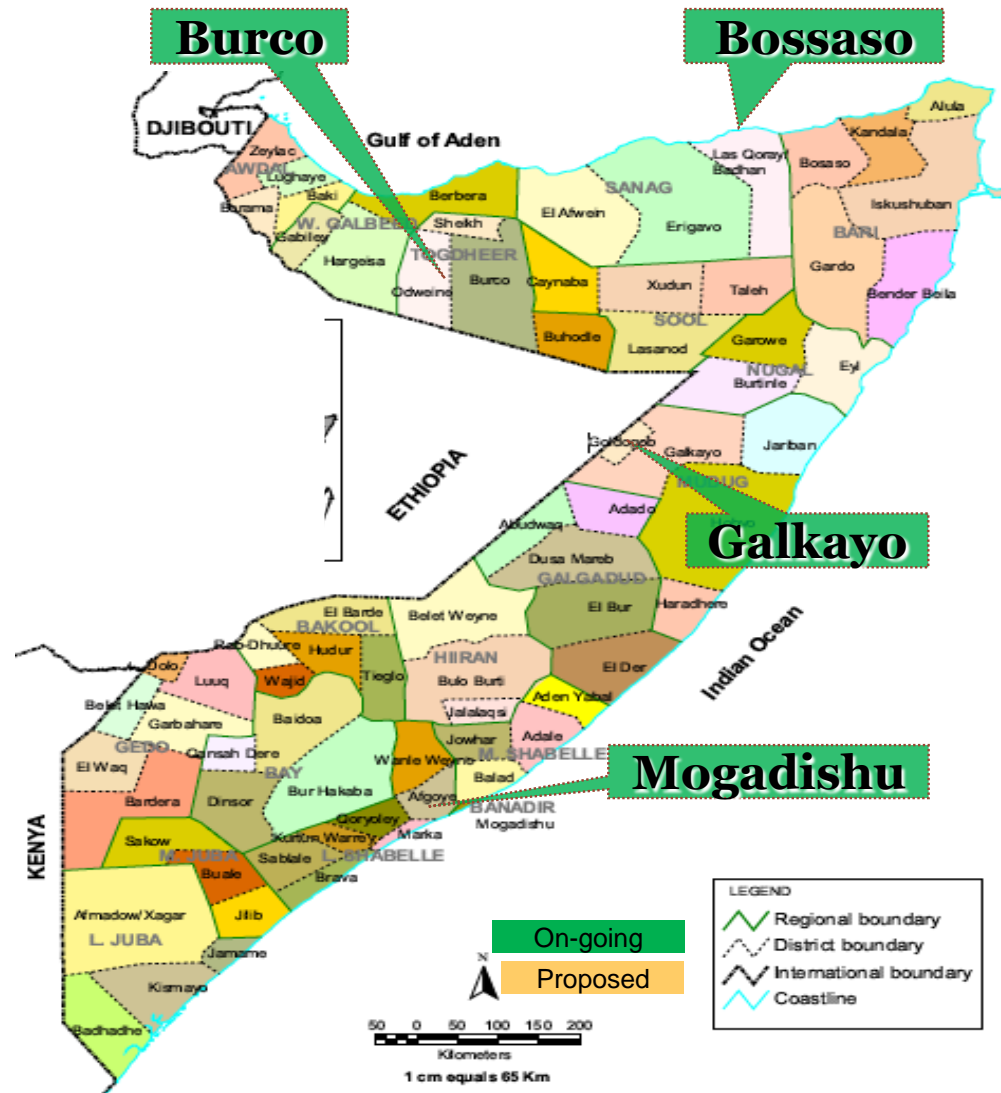 Burco
Bossaso
DJIBOUTI
Gulf of Aden
Alula
Kandala
Zeylac
AWDAL
Lughaye
Las Qoray/
Badhan
Bosaso
Baki
Berbera
SANAG
El Afwein
Iskushuban
Borama
W. GALBEED
Sheikh
Erigavo
BARI
Gabiley
TOGDHEER
Hargeisa
Burco
Gardo
Odweine
Caynaba
Xudun
Taleh
Bender Beila
SOOL
Buhodle
Lasanod
Garowe
NUGAL
Eyl
Burtinle
Goldogob
Galkayo
Jariban
ETHIOPIA
MUDUG
Adado
Hobyo
Abudwaq
Galkayo
Dusa Mareb
GALGADUD
El Bur
Haradhere
El Barde
BAKOOL
Belet Weyne
Rab-Dhuure
Hudur
HIIRAN
Dolo
Tieglo
Bulo Burti
El Der
Indian Ocean
Luuq
Wajid
Belet Hawa
Jalalaqsi
Aden Yabal
Garbahare
Baidoa
Jowhar
Adale
GEDO
Qansah Dere
M. SHABELLE
El Waq
BAY
Wanle Weyne
Balad
Mogadishu
Bardera
Dinsor
Bur Hakaba
Afgoye
BANADIR
Mogadishu
Qoryoley
Marka
Sakow
Kurtun Warrey
M. JUBA
Sablale
L. SHABELLE
KENYA
Buale
Brava
Afmadow/Xagar
Jilib
L. JUBA
Jamame
Kismayo
Badhadhe
On-going
N
Proposed
50 0 50 100 150 200
Kilometers
1 cm equals 65 Km
LEGEND
Regional boundary
District boundary
International boundary
Coastline